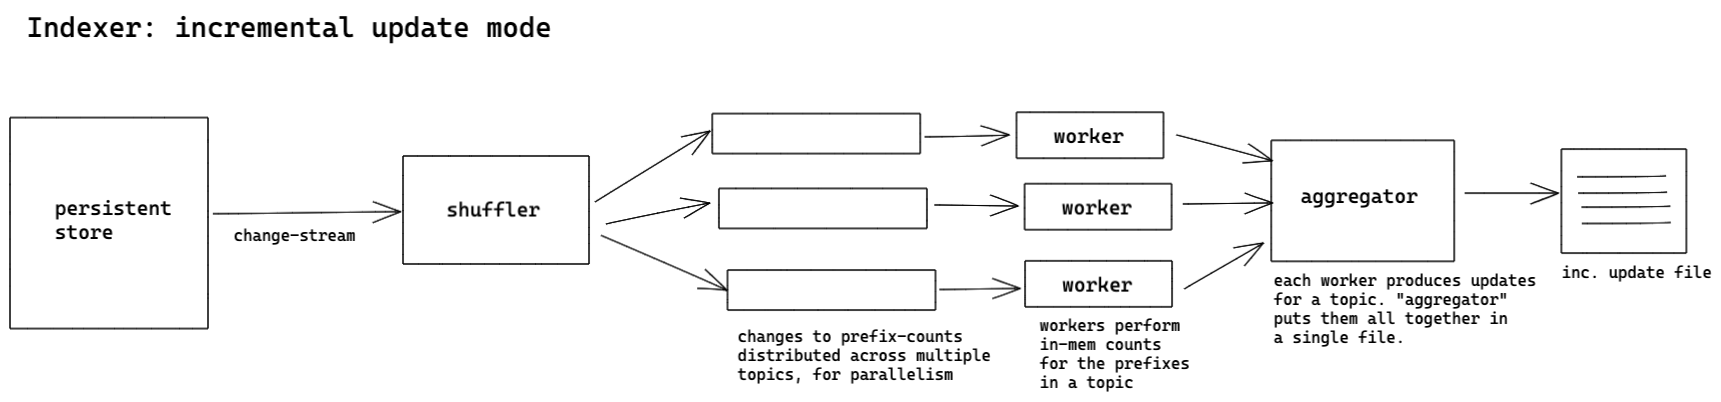 Indexer: incremental update mode
persistent
store
change-stream
shuffler
worker
worker
worker
aggregator
changes to prefix-counts
distributed across multiple
topics, for parallelism
workers perform
in-mem counts
for the prefixes
in a topic
each worker produces updates
for a topic. "aggregator"
puts them all together in
a single file.
inc. update file